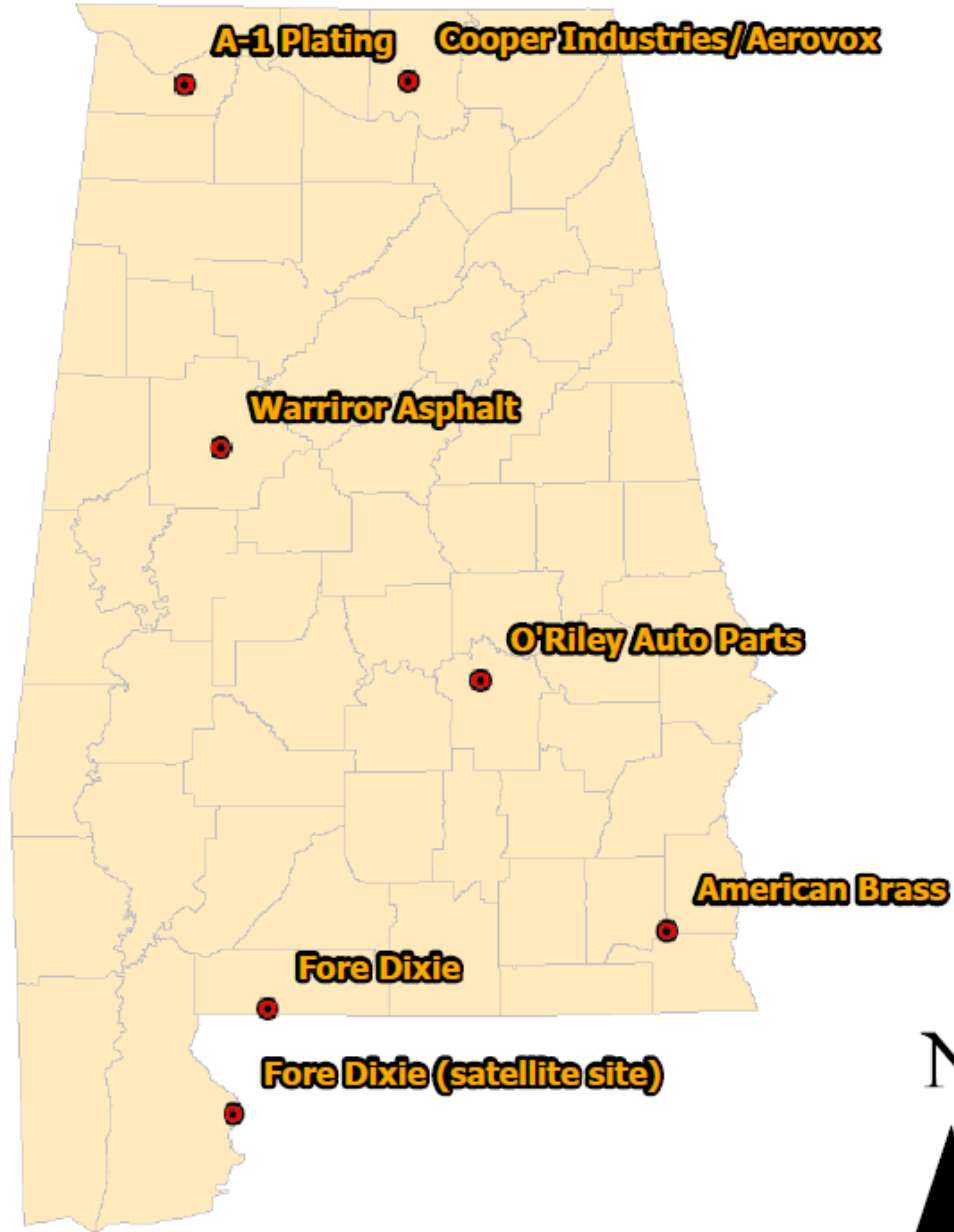 A-1 Plating
Cooper Industries/Aerovox
Warriror Asphalt
O'Riley Auto Parts
American Brass
Fore Dixie
Fore Dixie (satellite site)
N